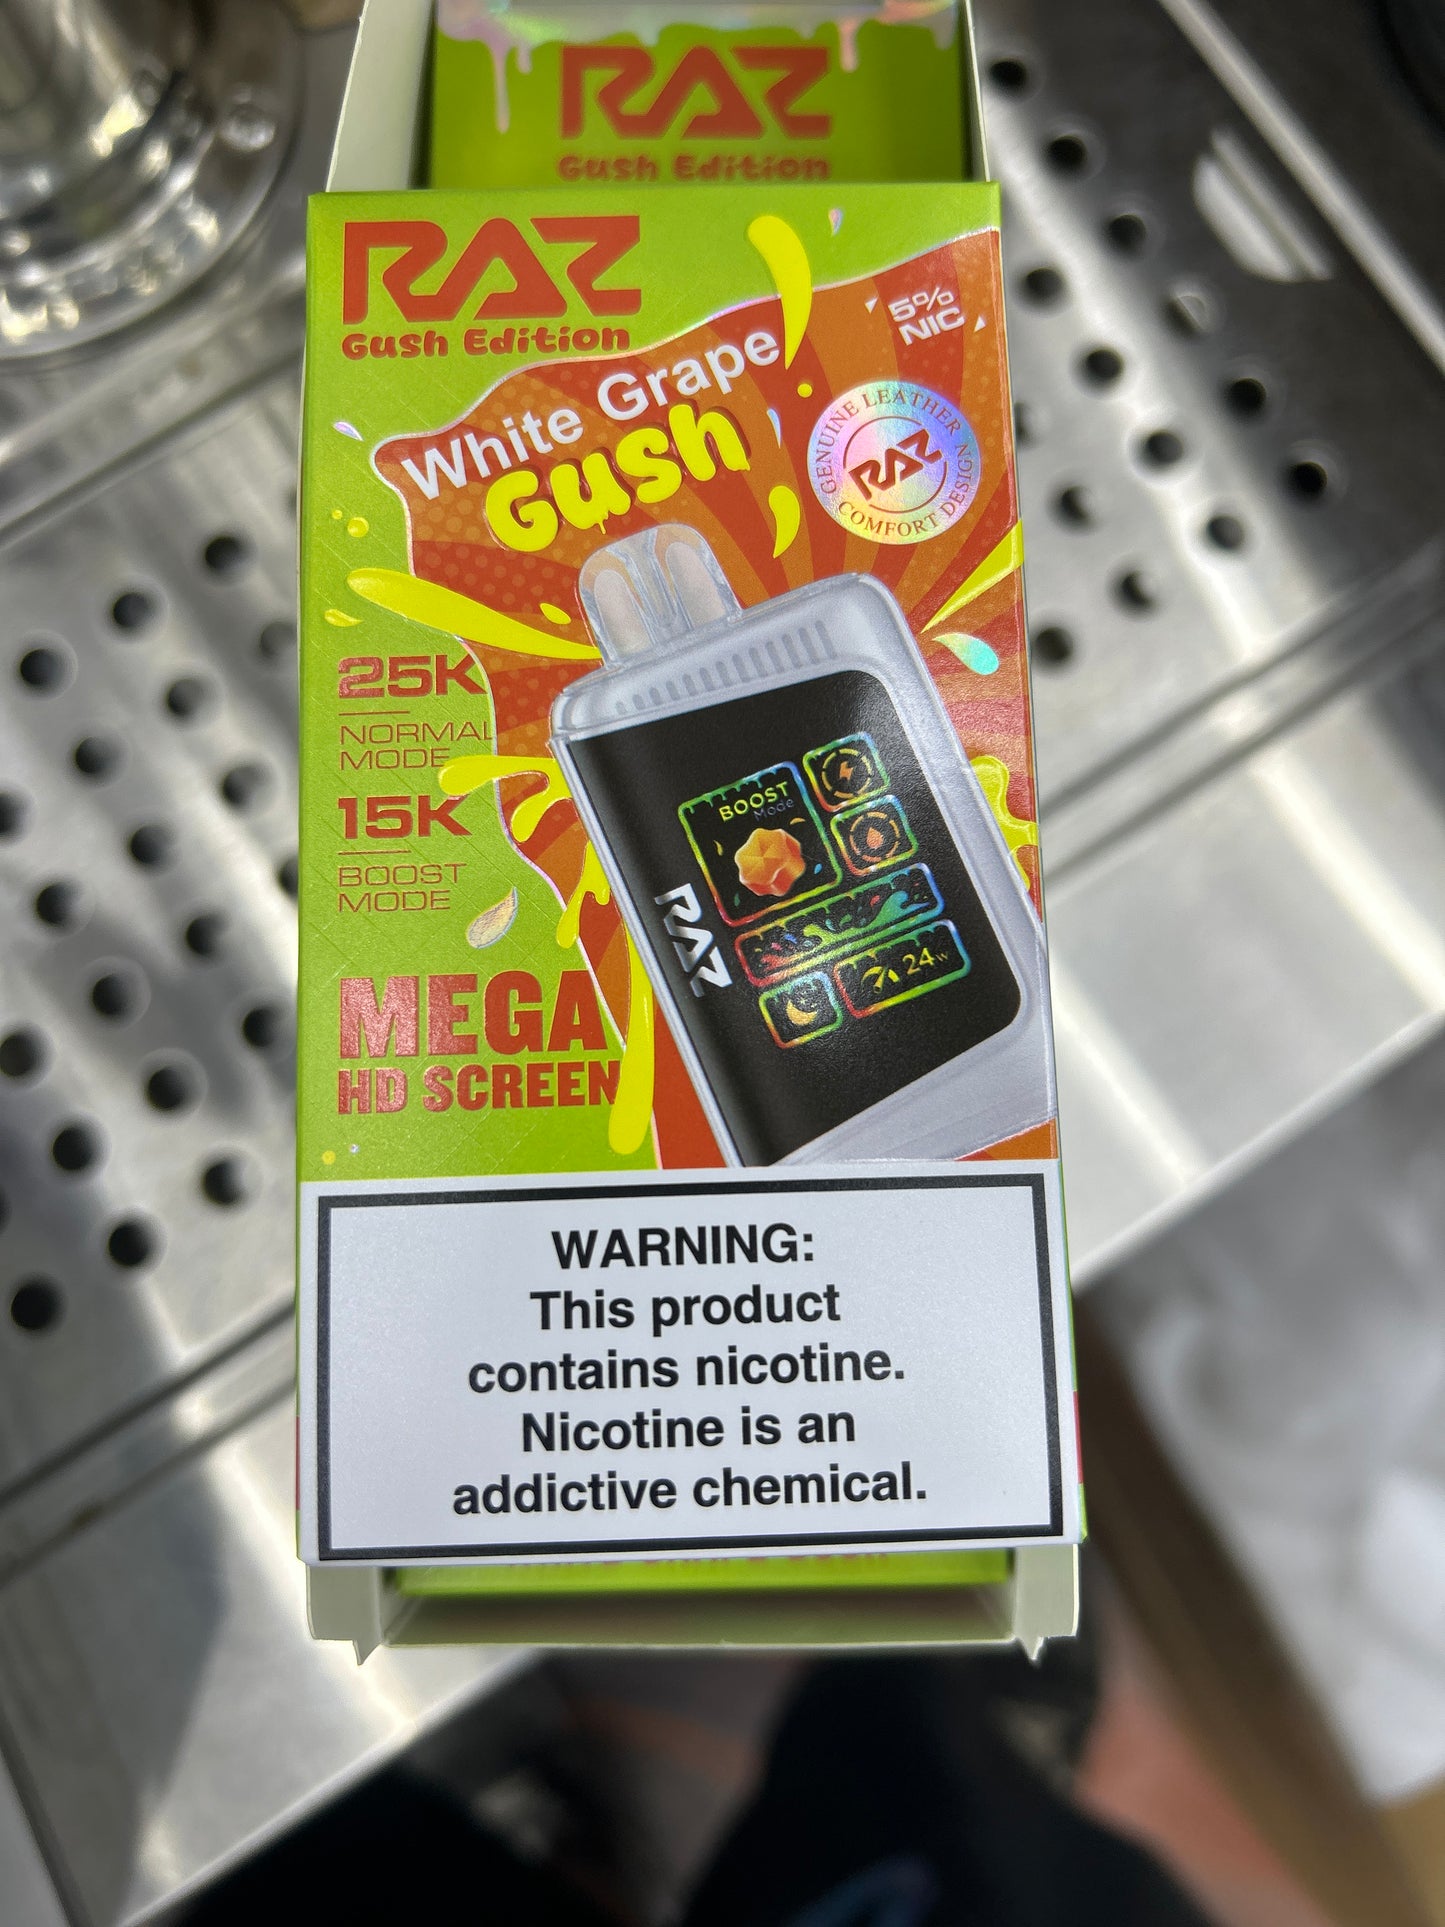 RAZ
Gush Edition
RAZ
Gush Edition
5%
NIC
White Grape
Gush
GENUINE LEATHER
RAZ
COMFORT DESIGN
25K
NORMAL
MODE
15K
BOOST
MODE
BOOST
Mode
RAZ
24W
MEGA
HD SCREEN
WARNING:
This product
contains nicotine.
Nicotine is an
addictive chemical.